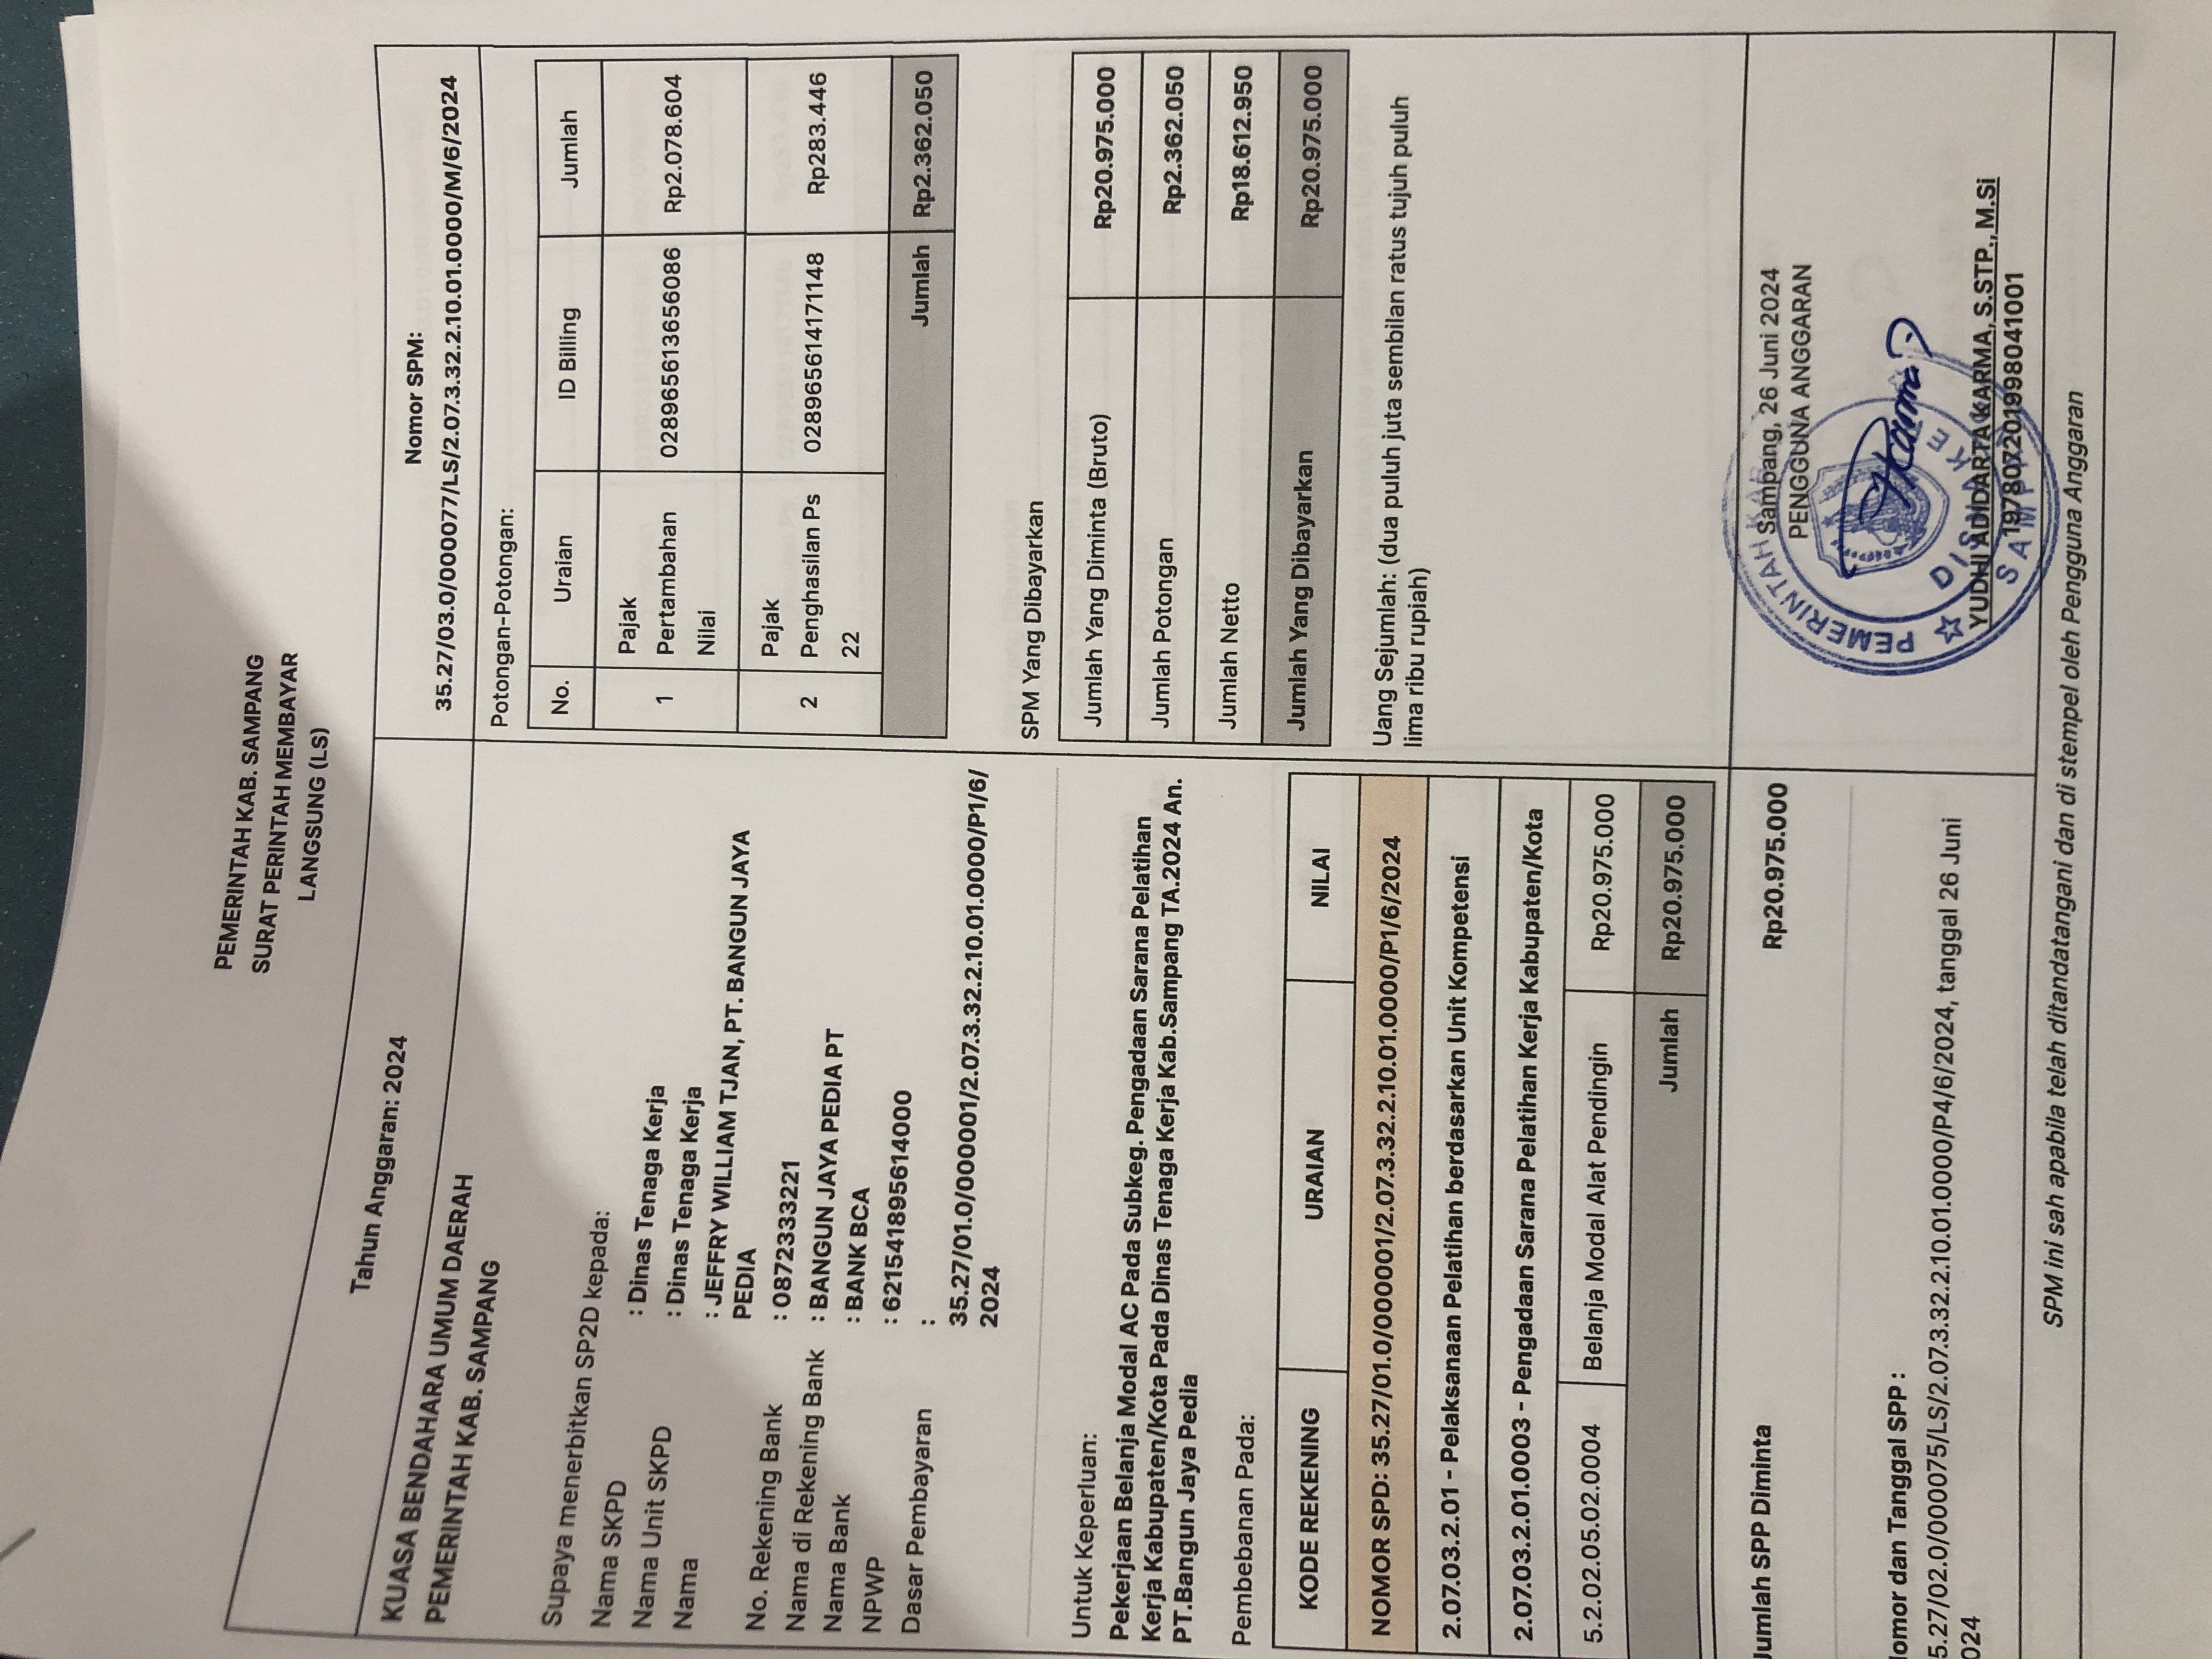 PEMERINTAH KAB. SAMPANG
SURAT PERINTAH MEMBAYAR
LANGSUNG (LS)
Tahun Anggaran: 2024
Nomor SPM:
35.27/03.0/000077/LS/2.07.3.32.2.10.01.0000/M/6/2024
KUASA BENDAHARA UMUM DAERAH
PEMERINTAH KAB. SAMPANG
Supaya menerbitkan SP2D kepada:
Nama SKPD : Dinas Tenaga Kerja
Nama Unit SKPD : Dinas Tenaga Kerja
Nama : JEFFRY WILLIAM TJAN, PT. BANGUN JAYA
PEDIA
No. Rekening Bank : 0872333221
Nama di Rekening Bank : BANGUN JAYA PEDIA PT
Nama Bank : BANK BCA
NPWP : 621541895614000
Dasar Pembayaran :
35.27/01.0/000001/2.07.3.32.2.10.01.0000/P1/6/
2024
Untuk Keperluan:
Pekerjaan Belanja Modal AC Pada Subkeg. Pengadaan Sarana Pelatihan
Kerja Kabupaten/Kota Pada Dinas Tenaga Kerja Kab.Sampang TA.2024 An.
PT.Bangun Jaya Pedia
Pembebanan Pada:
KODE REKENING URAIAN NILAI
NOMOR SPD: 35.27/01.0/000001/2.07.3.32.2.10.01.0000/P1/6/2024
2.07.03.2.01 - Pelaksanaan Pelatihan berdasarkan Unit Kompetensi
2.07.03.2.01.0003 - Pengadaan Sarana Pelatihan Kerja Kabupaten/Kota
5.2.02.05.02.0004 Belanja Modal Alat Pendingin Rp20.975.000
Jumlah Rp20.975.000
Jumlah SPP Diminta Rp20.975.000
Nomor dan Tanggal SPP :
5.27/02.0/000075/LS/2.07.3.32.2.10.01.0000/P4/6/2024, tanggal 26 Juni
024
Potongan-Potongan:
No. Uraian ID Billing Jumlah
1 Pajak
Pertambahan 028965613656086 Rp2.078.604
Nilai
2 Pajak
Penghasilan Ps 028965614171148 Rp283.446
22
Jumlah Rp2.362.050
SPM Yang Dibayarkan
Jumlah Yang Diminta (Bruto) Rp20.975.000
Jumlah Potongan Rp2.362.050
Jumlah Netto Rp18.612.950
Jumlah Yang Dibayarkan Rp20.975.000
Uang Sejumlah: (dua puluh juta sembilan ratus tujuh puluh
lima ribu rupiah)
Sampang, 26 Juni 2024
PENGGUNA ANGGARAN
PEMERINTAH KAB
DISNAKER
SAMPANG
YUDHI ADIDARTA KARMA, S.STP., M.Si
197807201998041001
SPM ini sah apabila telah ditandatangani dan di stempel oleh Pengguna Anggaran